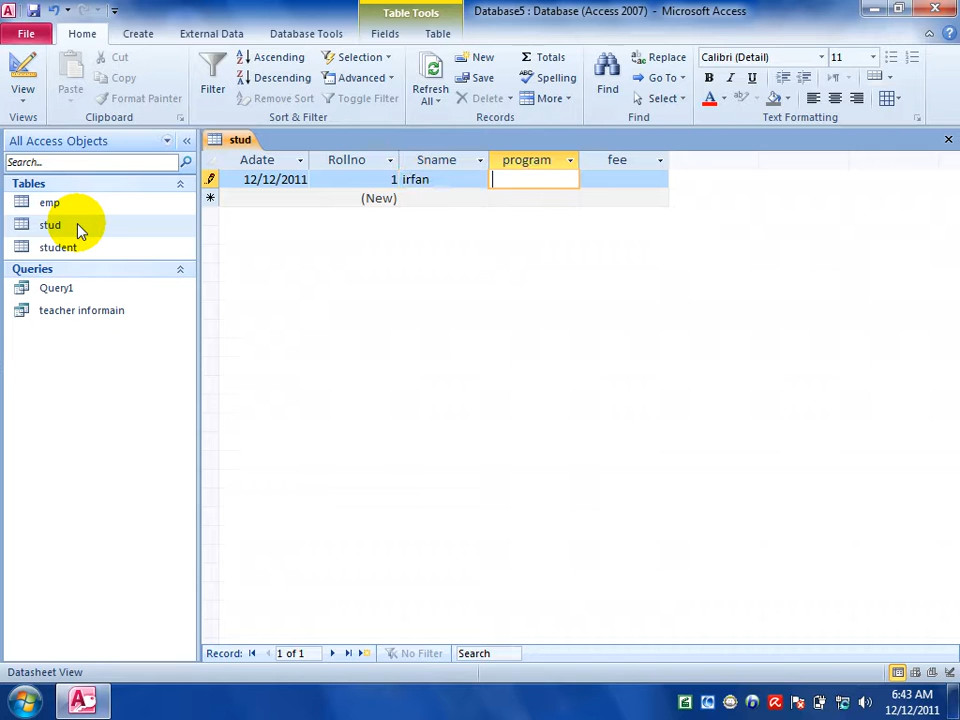 Table Tools
Database5 : Database (Access 2007) - Microsoft Access
File Home Create External Data Database Tools Fields Table
View
Views
Paste
Cut
Copy
Format Painter
Clipboard
Filter
Ascending
Descending
Remove Sort
Selection
Advanced
Toggle Filter
Sort & Filter
Refresh
All
New
Save
Delete
Totals
Spelling
More
Records
Find
Replace
Go To
Select
Find
Calibri (Detail) 11
B I U
A ab
Text Formatting
All Access Objects
Search...
Tables
emp
stud
student
Queries
Query1
teacher informain
stud
Adate Rollno Sname program fee
12/12/2011 1 irfan
(New)
Record: 1 of 1 No Filter Search
Datasheet View
6:43 AM
12/12/2011